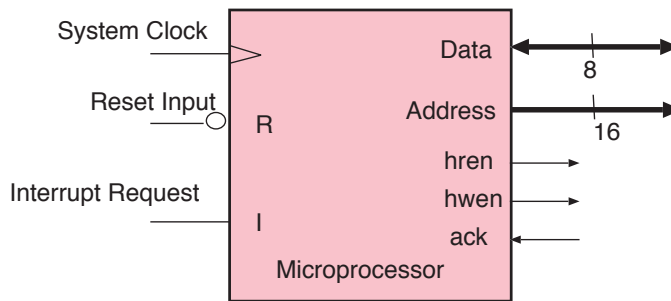 System Clock
Data
8
Reset Input
R
Address
16
hren
Interrupt Request
I
hwen
ack
Microprocessor